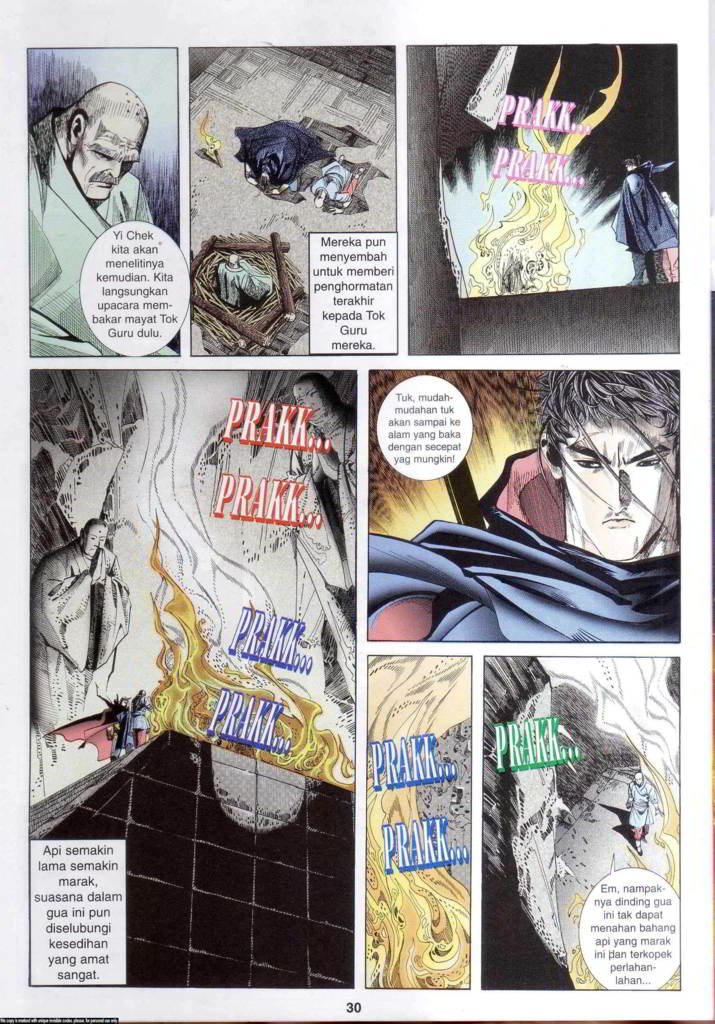 Yi Chek
kita akan
menelitinya
kemudian. Kita
langsungkan
upacara mem-
bakar mayat Tok
Guru dulu.
Mereka pun
menyembah
untuk memberi
penghormatan
terakhir
kepada Tok
Guru
mereka.
PRAKK...
PRAKK...
PRAKK...
PRAKK...
PRAKK...
PRAKK...
Api semakin
lama semakin
marak,
suasana dalam
gua ini pun
diselubungi
kesedihan
yang amat
sangat.
Tuk, mudah-
mudahan tuk
akan sampai ke
alam yang baka
dengan secepat
yag mungkin!
PRAKK...
PRAKK...
PRAKK...
Em, nampak-
nya dinding gua
ini tak dapat
menahan bahang
api yang marak
ini dan terkopek
perlahan-
lahan...
30
this copy is marked with unique invisible codes, please, for personal use only.